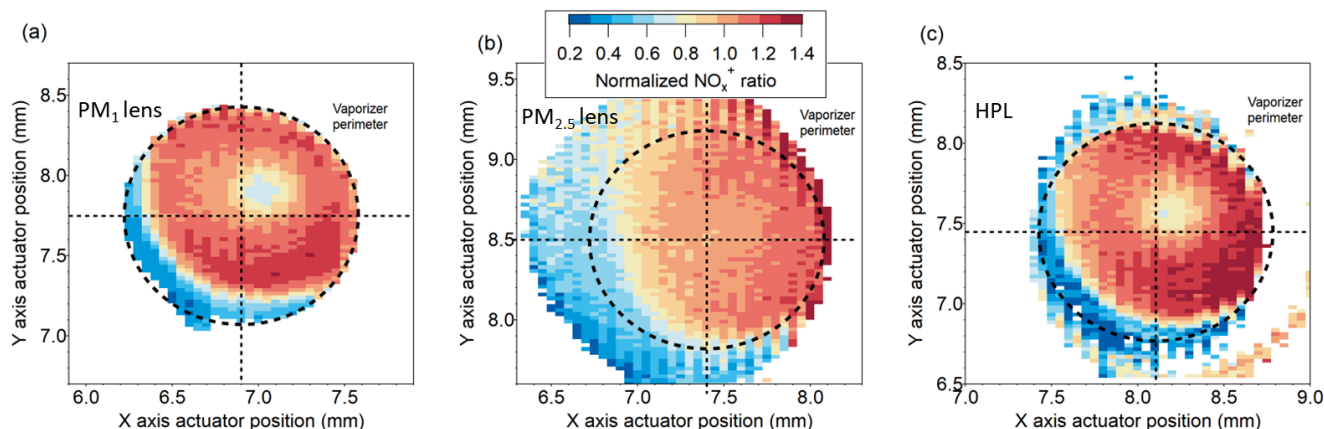 (a)
PM1 lens
Vaporizer
perimeter
Y axis actuator position (mm)
8.5
8.0
7.5
7.0
6.0
6.5
7.0
7.5
X axis actuator position (mm)
(b)
0.2 0.4 0.6 0.8 1.0 1.2 1.4
Normalized NOx+ ratio
PM2.5 lens
Vaporizer
perimeter
Y axis actuator position (mm)
9.5
9.0
8.5
8.0
6.5
7.0
7.5
8.0
X axis actuator position (mm)
(c)
HPL
Vaporizer
perimeter
Y axis actuator position (mm)
8.5
8.0
7.5
7.0
6.5
7.0
7.5
8.0
8.5
9.0
X axis actuator position (mm)